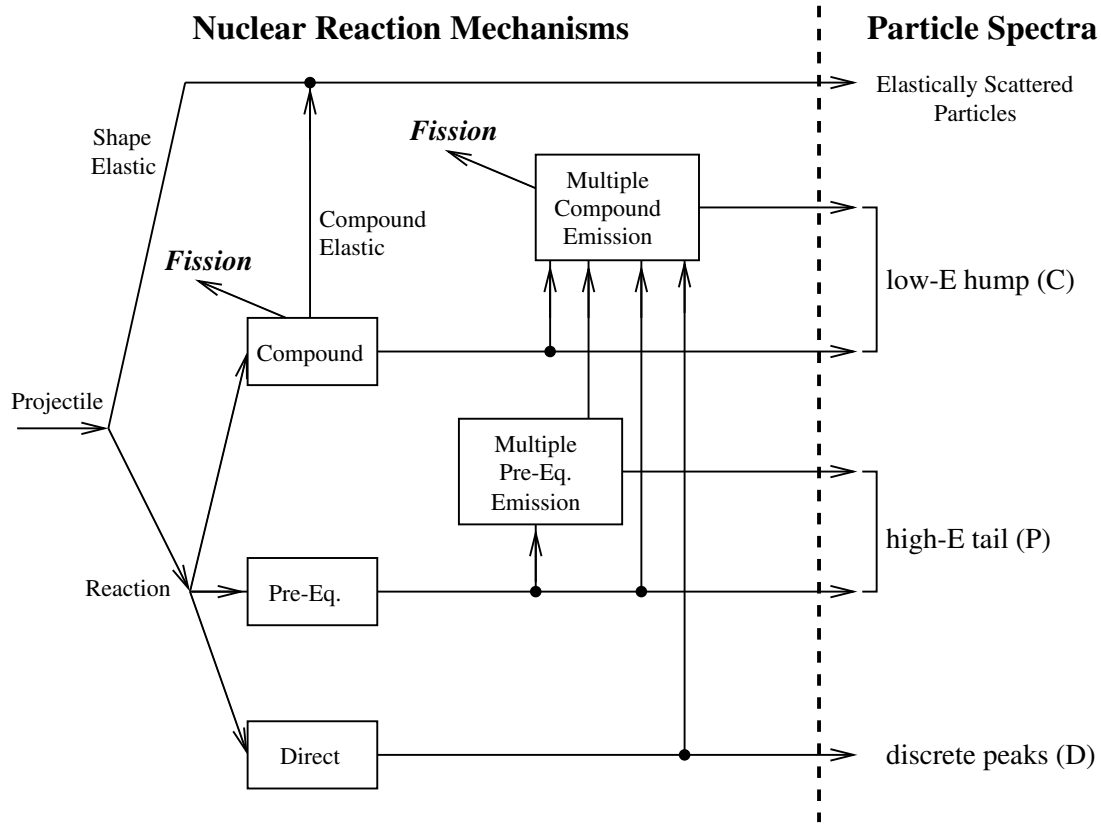 Nuclear Reaction Mechanisms
Particle Spectra
Elastically Scattered
Particles
Shape
Elastic
Fission
Multiple
Compound
Emission
Compound
Elastic
Fission
low-E hump (C)
Compound
Projectile
Multiple
Pre-Eq.
Emission
high-E tail (P)
Reaction
Pre-Eq.
Direct
discrete peaks (D)